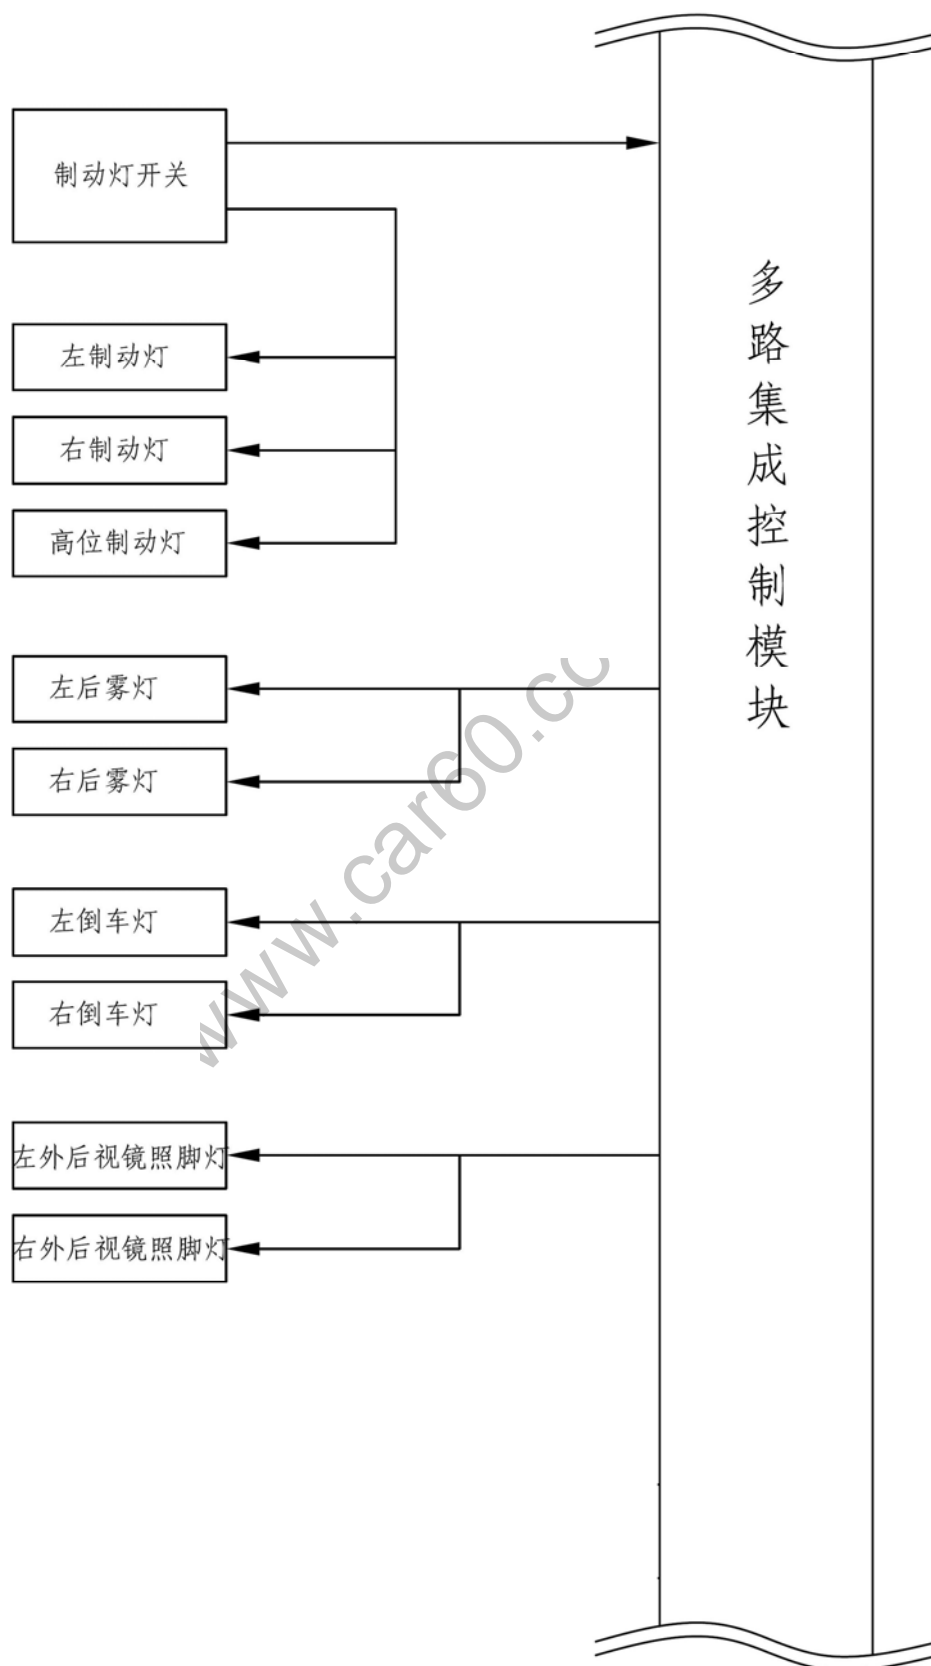 制动灯开关
多路集成控制模块
左制动灯
右制动灯
高位制动灯
左后雾灯
右后雾灯
左倒车灯
右倒车灯
左外后视镜照脚灯
右外后视镜照脚灯
www.car60.cc